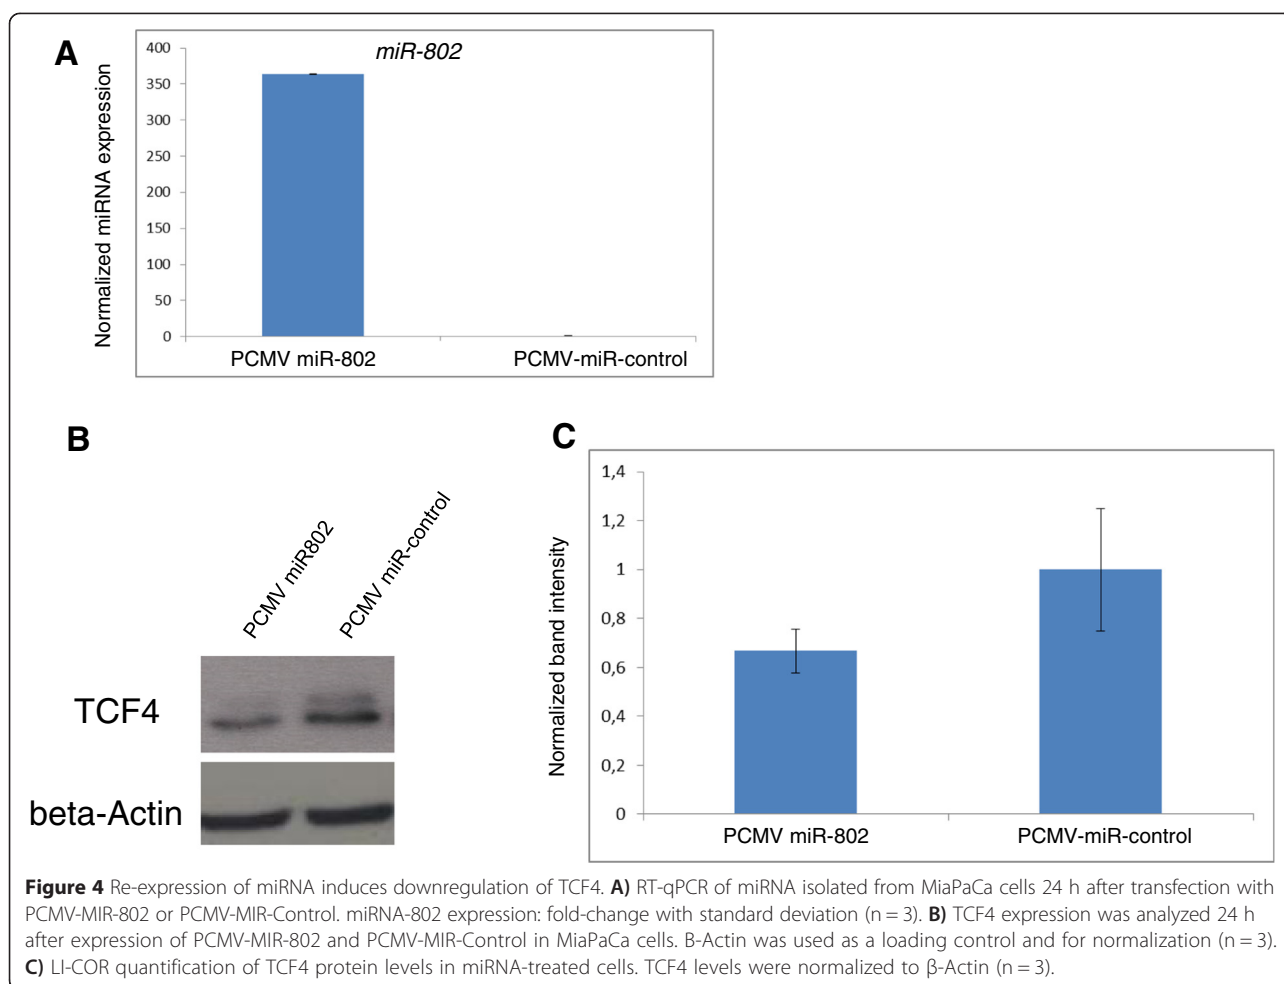 A
miR-802
Normalized miRNA expression
400
350
300
250
200
150
100
50
0
PCMV miR-802
PCMV-miR-control
B
PCMV miR802
PCMV miR-control
TCF4
beta-Actin
C
Normalized band intensity
1,4
1,2
1
0,8
0,6
0,4
0,2
0
PCMV miR-802
PCMV-miR-control
Figure 4 Re-expression of miRNA induces downregulation of TCF4. A) RT-qPCR of miRNA isolated from MiaPaCa cells 24 h after transfection with
PCMV-MIR-802 or PCMV-MIR-Control. miRNA-802 expression: fold-change with standard deviation (n = 3). B) TCF4 expression was analyzed 24 h
after expression of PCMV-MIR-802 and PCMV-MIR-Control in MiaPaCa cells. B-Actin was used as a loading control and for normalization (n = 3).
C) LI-COR quantification of TCF4 protein levels in miRNA-treated cells. TCF4 levels were normalized to β-Actin (n = 3).